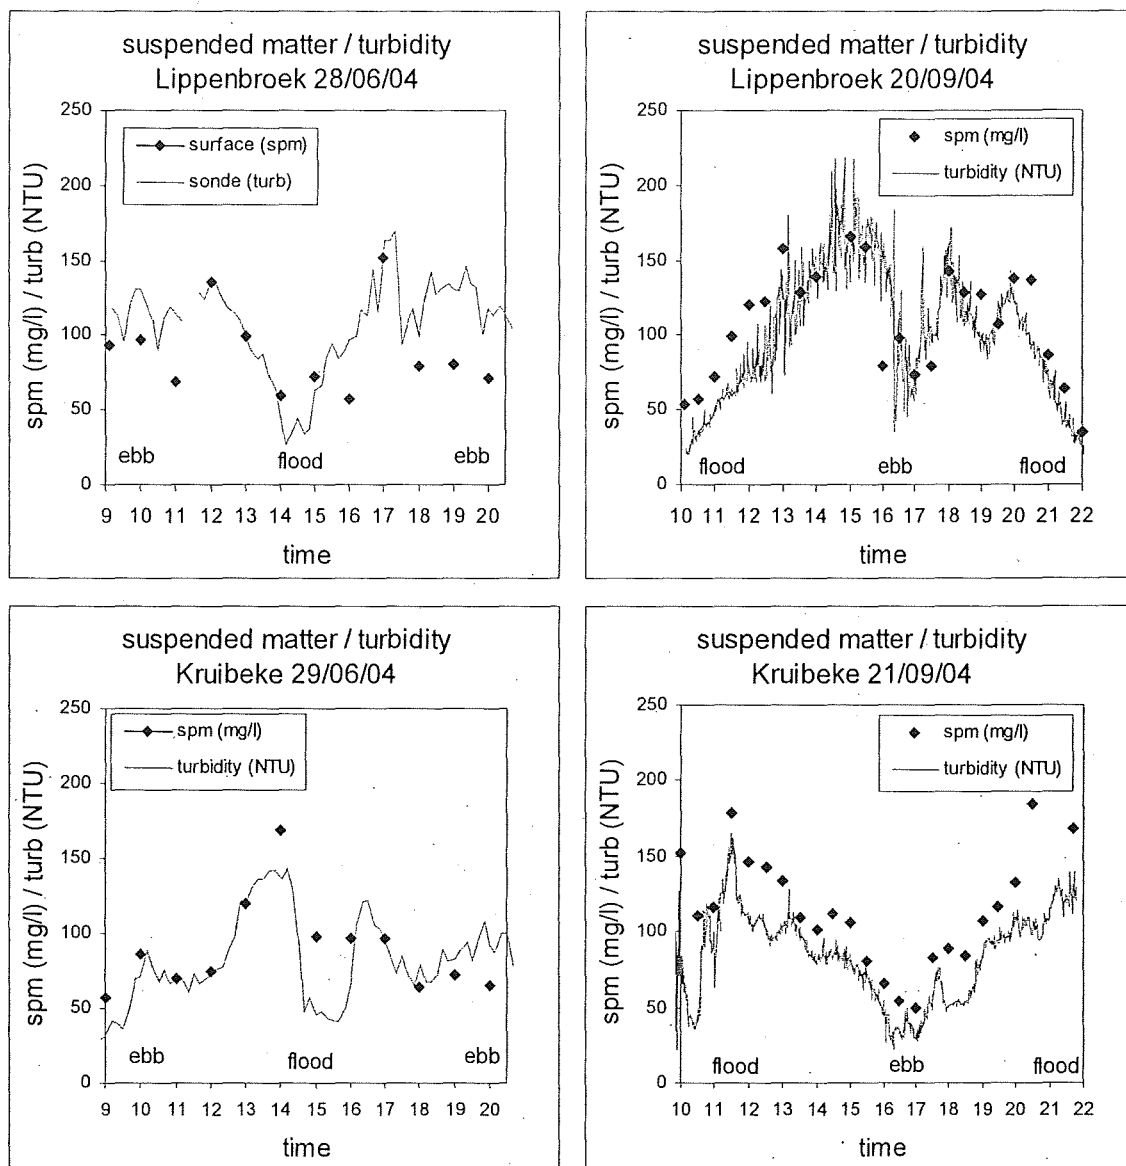 suspended matter / turbidity
Lippenbroek 28/06/04
250
200
150
100
50
0
spm (mg/l) / turb (NTU)
surface (spm)
sonde (turb)
ebb
flood
ebb
9 10 11 12 13 14 15 16 17 18 19 20
time
suspended matter / turbidity
Lippenbroek 20/09/04
250
200
150
100
50
0
spm (mg/l) / turb (NTU)
spm (mg/l)
turbidity (NTU)
flood
ebb
flood
10 11 12 13 14 15 16 17 18 19 20 21 22
time
suspended matter / turbidity
Kruibeke 29/06/04
250
200
150
100
50
0
spm (mg/l) / turb (NTU)
spm (mg/l)
turbidity (NTU)
ebb
flood
ebb
9 10 11 12 13 14 15 16 17 18 19 20
time
suspended matter / turbidity
Kruibeke 21/09/04
250
200
150
100
50
0
spm (mg/l) / turb (NTU)
spm (mg/l)
turbidity (NTU)
flood
ebb
flood
10 11 12 13 14 15 16 17 18 19 20 21 22
time